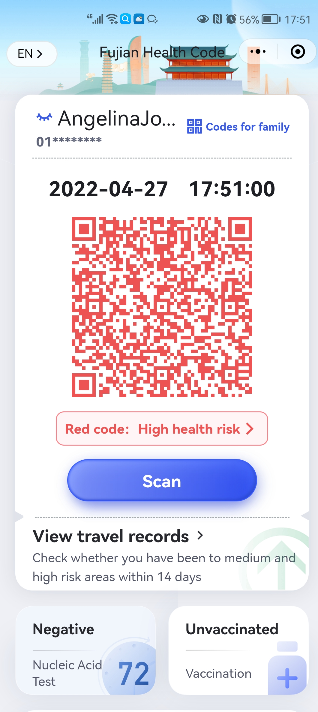 56% 17:51
EN >
Fujian Health Code
AngelinaJo...
Codes for family
01********
2022-04-27 17:51:00
Red code: High health risk >
Scan
View travel records >
Check whether you have been to medium and
high risk areas within 14 days
Negative
Nucleic Acid
Test
72
Unvaccinated
Vaccination